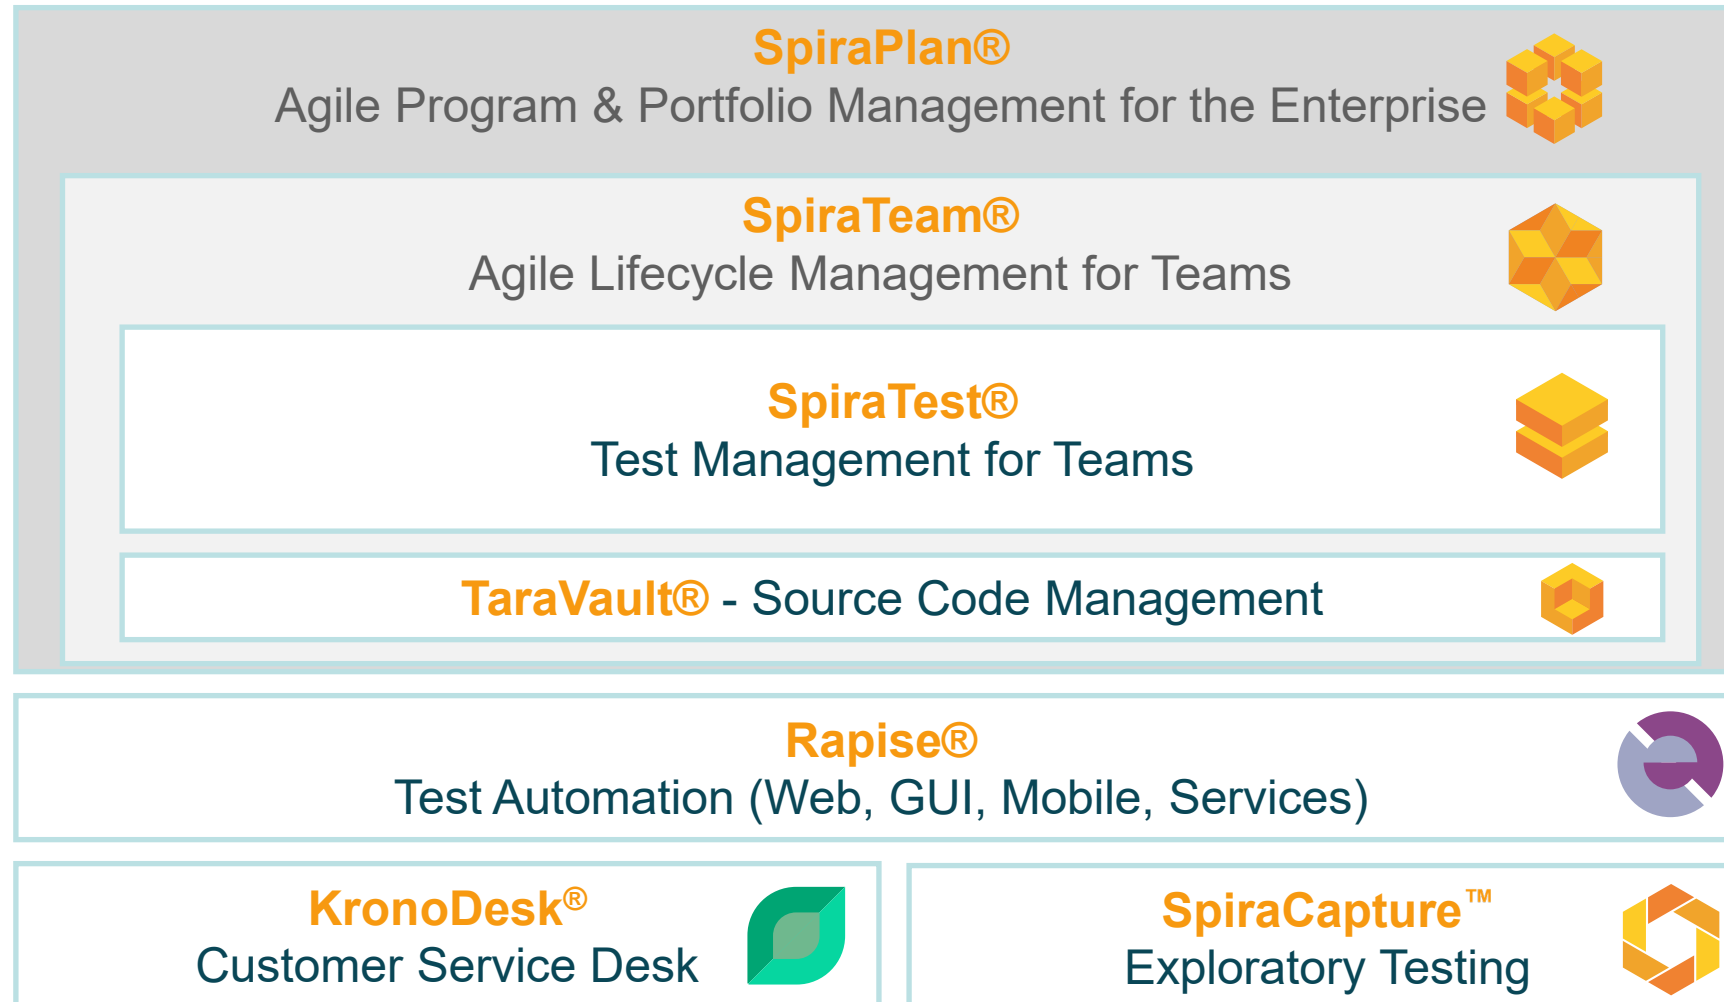 SpiraPlan®
Agile Program & Portfolio Management for the Enterprise
SpiraTeam®
Agile Lifecycle Management for Teams
SpiraTest®
Test Management for Teams
TaraVault® - Source Code Management
Rapise®
Test Automation (Web, GUI, Mobile, Services)
KronoDesk®
Customer Service Desk
SpiraCapture™
Exploratory Testing